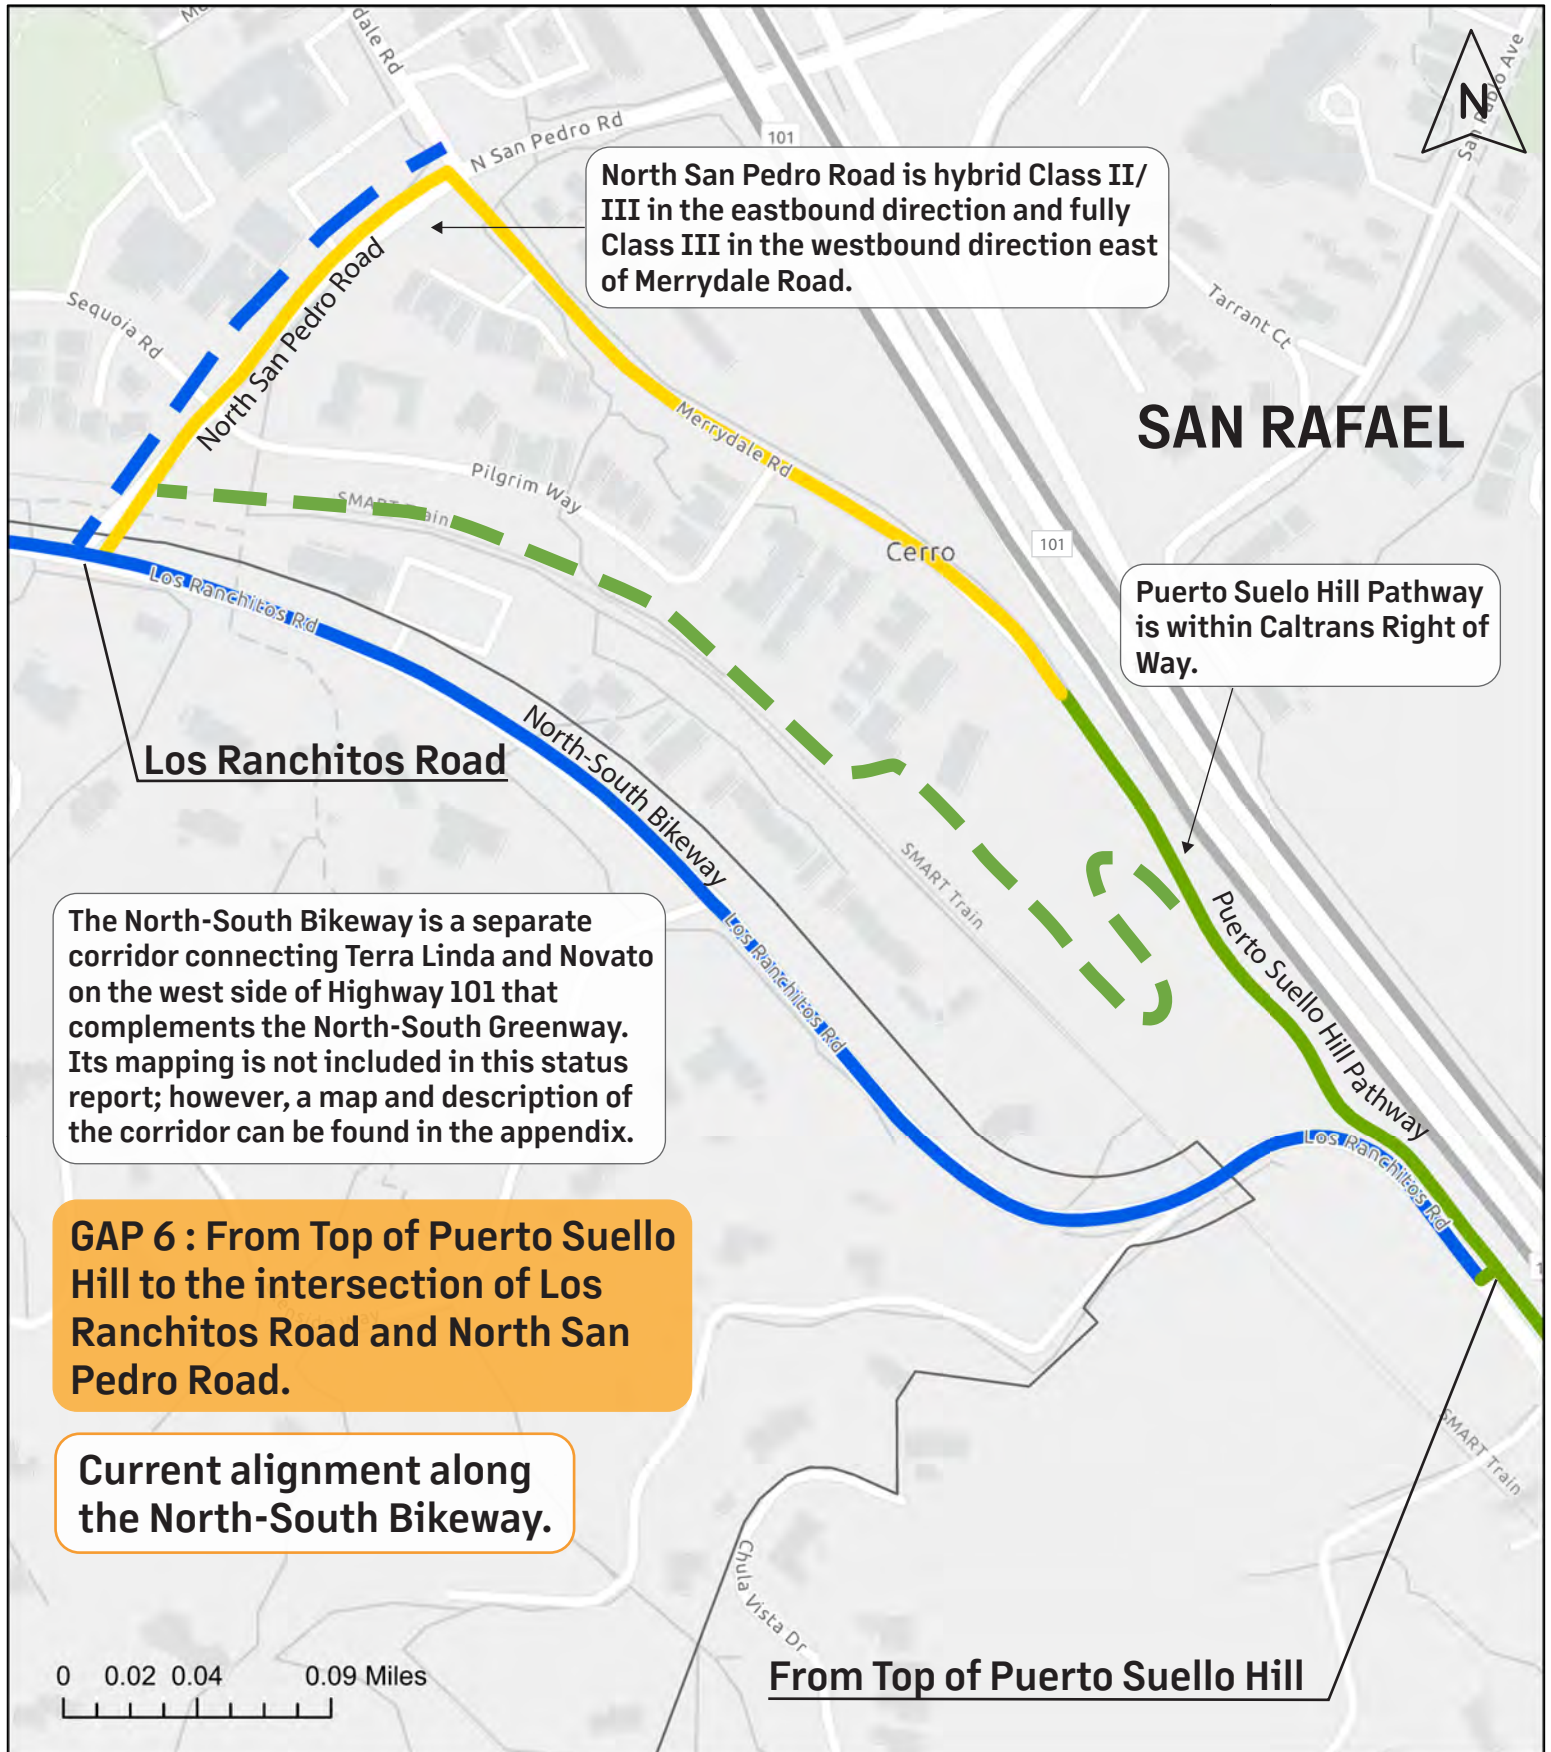 dale Rd
N San Pedro Rd
101
N
San Pablo Ave
North San Pedro Road is hybrid Class II/
III in the eastbound direction and fully
Class III in the westbound direction east
of Merrydale Road.
Sequoia Rd
North San Pedro Road
Tarrant Ct
Merrydale Rd
SAN RAFAEL
Pilgrim Way
SMART Train
Cerro
101
Los Ranchitos Rd
Puerto Suelo Hill Pathway
is within Caltrans Right of
Way.
Los Ranchitos Road
North-South Bikeway
SMART Train
Puerto Suello Hill Pathway
Los Ranchitos Rd
The North-South Bikeway is a separate
corridor connecting Terra Linda and Novato
on the west side of Highway 101 that
complements the North-South Greenway.
Its mapping is not included in this status
report; however, a map and description of
the corridor can be found in the appendix.
Los Ranchitos Rd
GAP 6 : From Top of Puerto Suello
Hill to the intersection of Los
Ranchitos Road and North San
Pedro Road.
Current alignment along
the North-South Bikeway.
SMART Train
Chula Vista Dr
From Top of Puerto Suello Hill
0 0.02 0.04 0.09 Miles